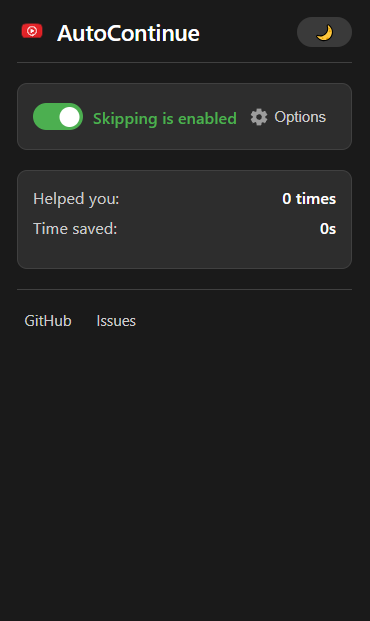 AutoContinue
Skipping is enabled Options
Helped you: 0 times
Time saved: 0s
GitHub Issues